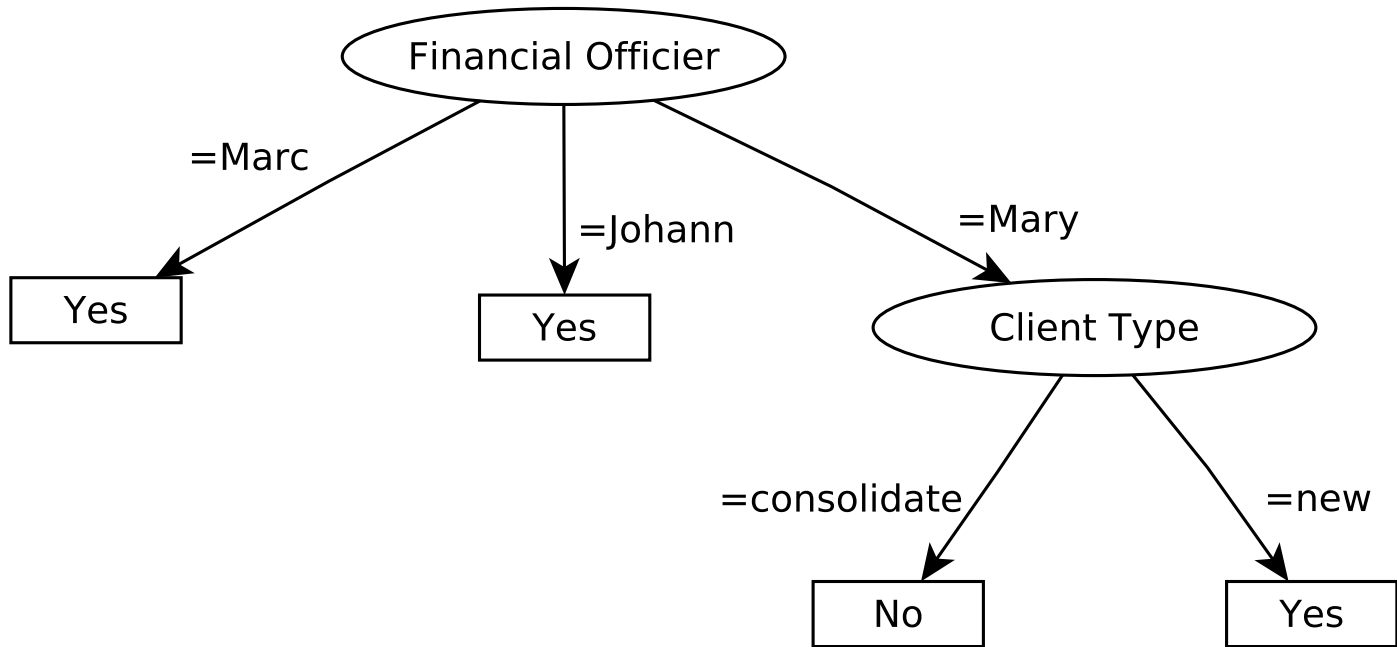 Financial Officier
=Marc
=Johann
=Mary
Yes
Yes
Client Type
=consolidate
=new
No
Yes